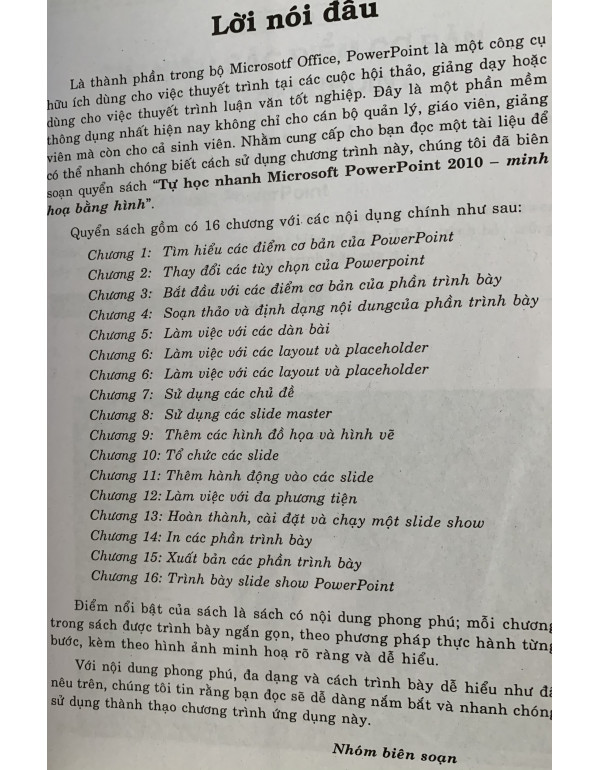 Lời nói đầu
Là thành phần trong bộ Microsotf Office, PowerPoint là một công cụ
hữu ích dùng cho việc thuyết trình tại các cuộc hội thảo, giảng dạy hoặc
dùng cho việc thuyết trình luận văn tốt nghiệp. Đây là một phần mềm
thông dụng nhất hiện nay không chỉ cho cán bộ quản lý, giáo viên, giảng
viên mà còn cho cả sinh viên. Nhằm cung cấp cho bạn đọc một tài liệu để
có thể nhanh chóng biết cách sử dụng chương trình này, chúng tôi đã biên
soạn quyển sách “Tự học nhanh Microsoft PowerPoint 2010 – minh
hoạ bằng hình”.
Quyển sách gồm có 16 chương với các nội dụng chính như sau:
Chương 1: Tìm hiểu các điểm cơ bản của PowerPoint
Chương 2: Thay đổi các tùy chọn của Powerpoint
Chương 3: Bắt đầu với các điểm cơ bản của phần trình bày
Chương 4: Soạn thảo và định dạng nội dungcủa phần trình bày
Chương 5: Làm việc với các dàn bài
Chương 6: Làm việc với các layout và placeholder
Chương 6: Làm việc với các layout và placeholder
Chương 7: Sử dụng các chủ đề
Chương 8: Sử dụng các slide master
Chương 9: Thêm các hình đồ họa và hình vẽ
Chương 10: Tổ chức các slide
Chương 11: Thêm hành động vào các slide
Chương 12: Làm việc với đa phương tiện
Chương 13: Hoàn thành, cài đặt và chạy một slide show
Chương 14: In các phần trình bày
Chương 15: Xuất bản các phần trình bày
Chương 16: Trình bày slide show PowerPoint
Điểm nổi bật của sách là sách có nội dung phong phú; mỗi chương
trong sách được trình bày ngắn gọn, theo phương pháp thực hành từng
bước, kèm theo hình ảnh minh hoạ rõ ràng và dễ hiểu.
Với nội dung phong phú, đa dạng và cách trình bày dễ hiểu như đã
nêu trên, chúng tôi tin rằng bạn đọc sẽ dễ dàng nắm bắt và nhanh chóng
sử dụng thành thạo chương trình ứng dụng này.
Nhóm biên soạn